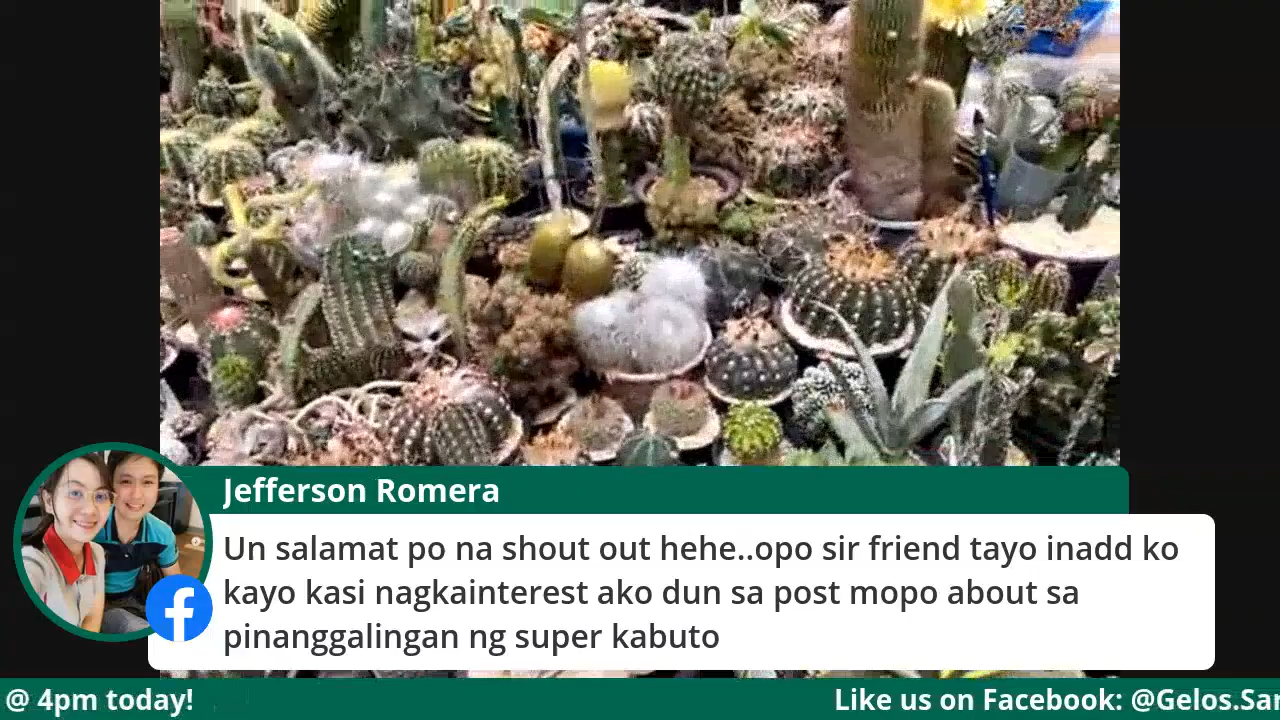 Jefferson Romera
Un salamat po na shout out hehe..opo sir friend tayo inadd ko
kayo kasi nagkainterest ako dun sa post mopo about sa
pinanggalingan ng super kabuto
@ 4pm today! Like us on Facebook: @Gelos.Sar